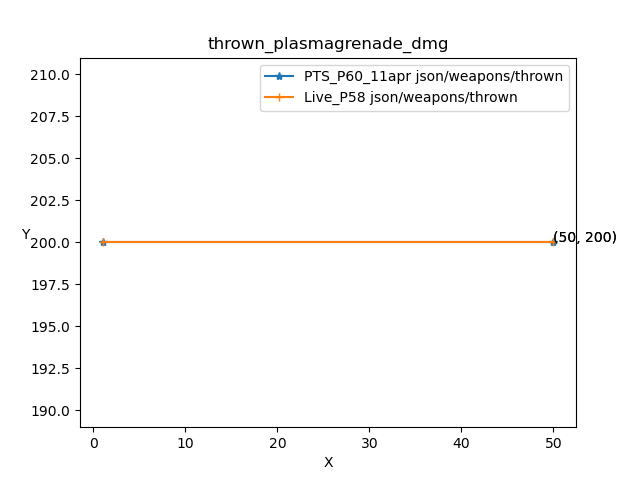 thrown_plasmagrenade_dmg
PTS_P60_11apr json/weapons/thrown
Live_P58 json/weapons/thrown
210.0
207.5
205.0
202.5
200.0
197.5
195.0
192.5
190.0
Y
(50, 200)
0 10 20 30 40 50
X